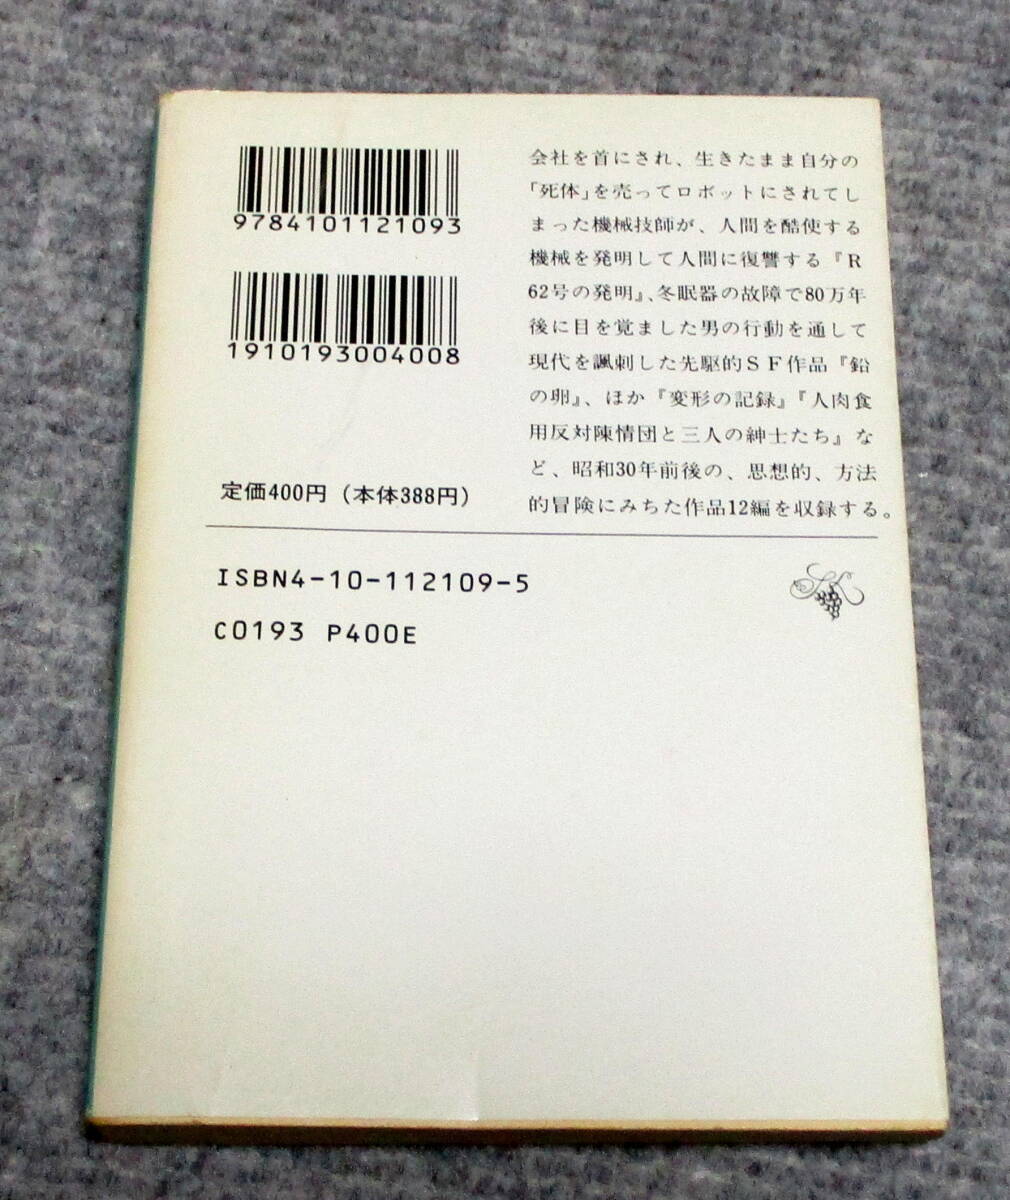 9784101121093
1910193004008
定価400円（本体388円）
会社を首にされ、生きたまま自分の
「死体」を売ってロボットにされてし
まった機械技師が、人間を酷使する
機械を発明して人間に復讐する『R
62号の発明』、冬眠器の故障で80万年
後に目を覚ました男の行動を通して
現代を諷刺した先駆的SF作品『鉛
の卵』、ほか『変形の記録』『人肉食
用反対陳情団と三人の紳士たち』な
ど、昭和30年前後の、思想的、方法
的冒険にみちた作品12編を収録する。
ISBN4-10-112109-5
C0193 P400E